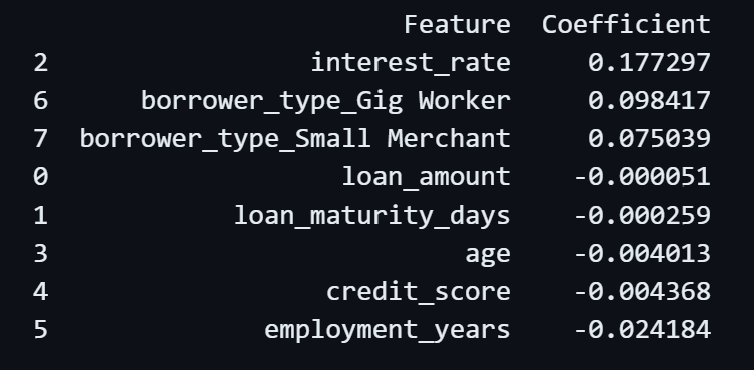 Feature Coefficient
2 interest_rate 0.177297
6 borrower_type_Gig Worker 0.098417
7 borrower_type_Small Merchant 0.075039
0 loan_amount -0.000051
1 loan_maturity_days -0.000259
3 age -0.004013
4 credit_score -0.004368
5 employment_years -0.024184